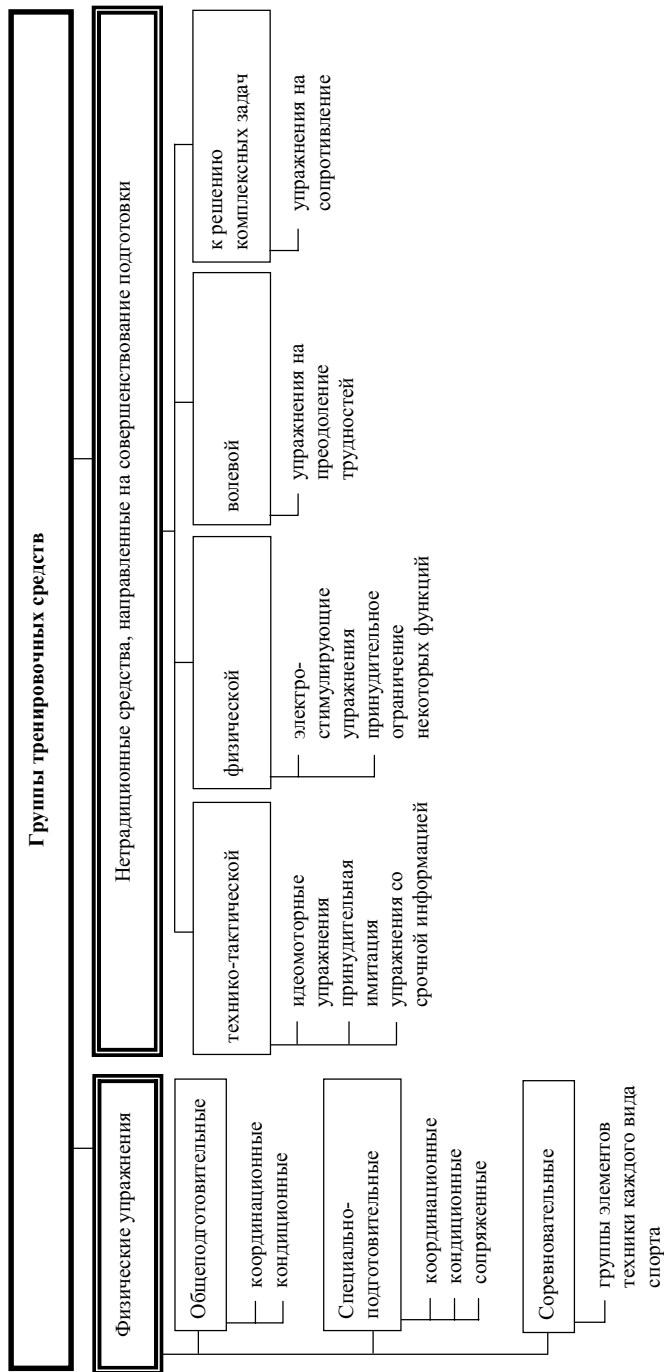 Группы тренировочных средств
Физические упражнения
Общеподготовительные
координационные
кондиционные
Специально-
подготовительные
координационные
кондиционные
сопряженные
Соревновательные
группы элементов
техники каждого вида
спорта
Нетрадиционные средства, направленные на совершенствование подготовки
технико-тактической
идеомоторные
упражнения
принудительная
имитация
упражнения со
срочной информацией
физической
электро-
стимулирующие
упражнения
принудительное
ограничение
некоторых функций
волевой
упражнения на
преодоление
трудностей
к решению
комплексных задач
упражнения на
сопротивление